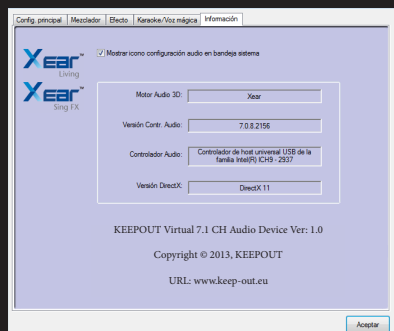 Config. principal Mezclador Efecto Karaoke/Voz mágica Información
Xear™
Living
Mostrar icono configuración audio en bandeja sistema
Xear™
Sing FX
Motor Audio 3D: Xear
Versión Contr. Audio: 7.0.8.2156
Controlador Audio: Controlador de host universal USB de la
familia Intel(R) ICH9 - 2937
Versión DirectX: DirectX 11
KEEPOUT Virtual 7.1 CH Audio Device Ver: 1.0
Copyright © 2013, KEEPOUT
URL: www.keep-out.eu
Aceptar